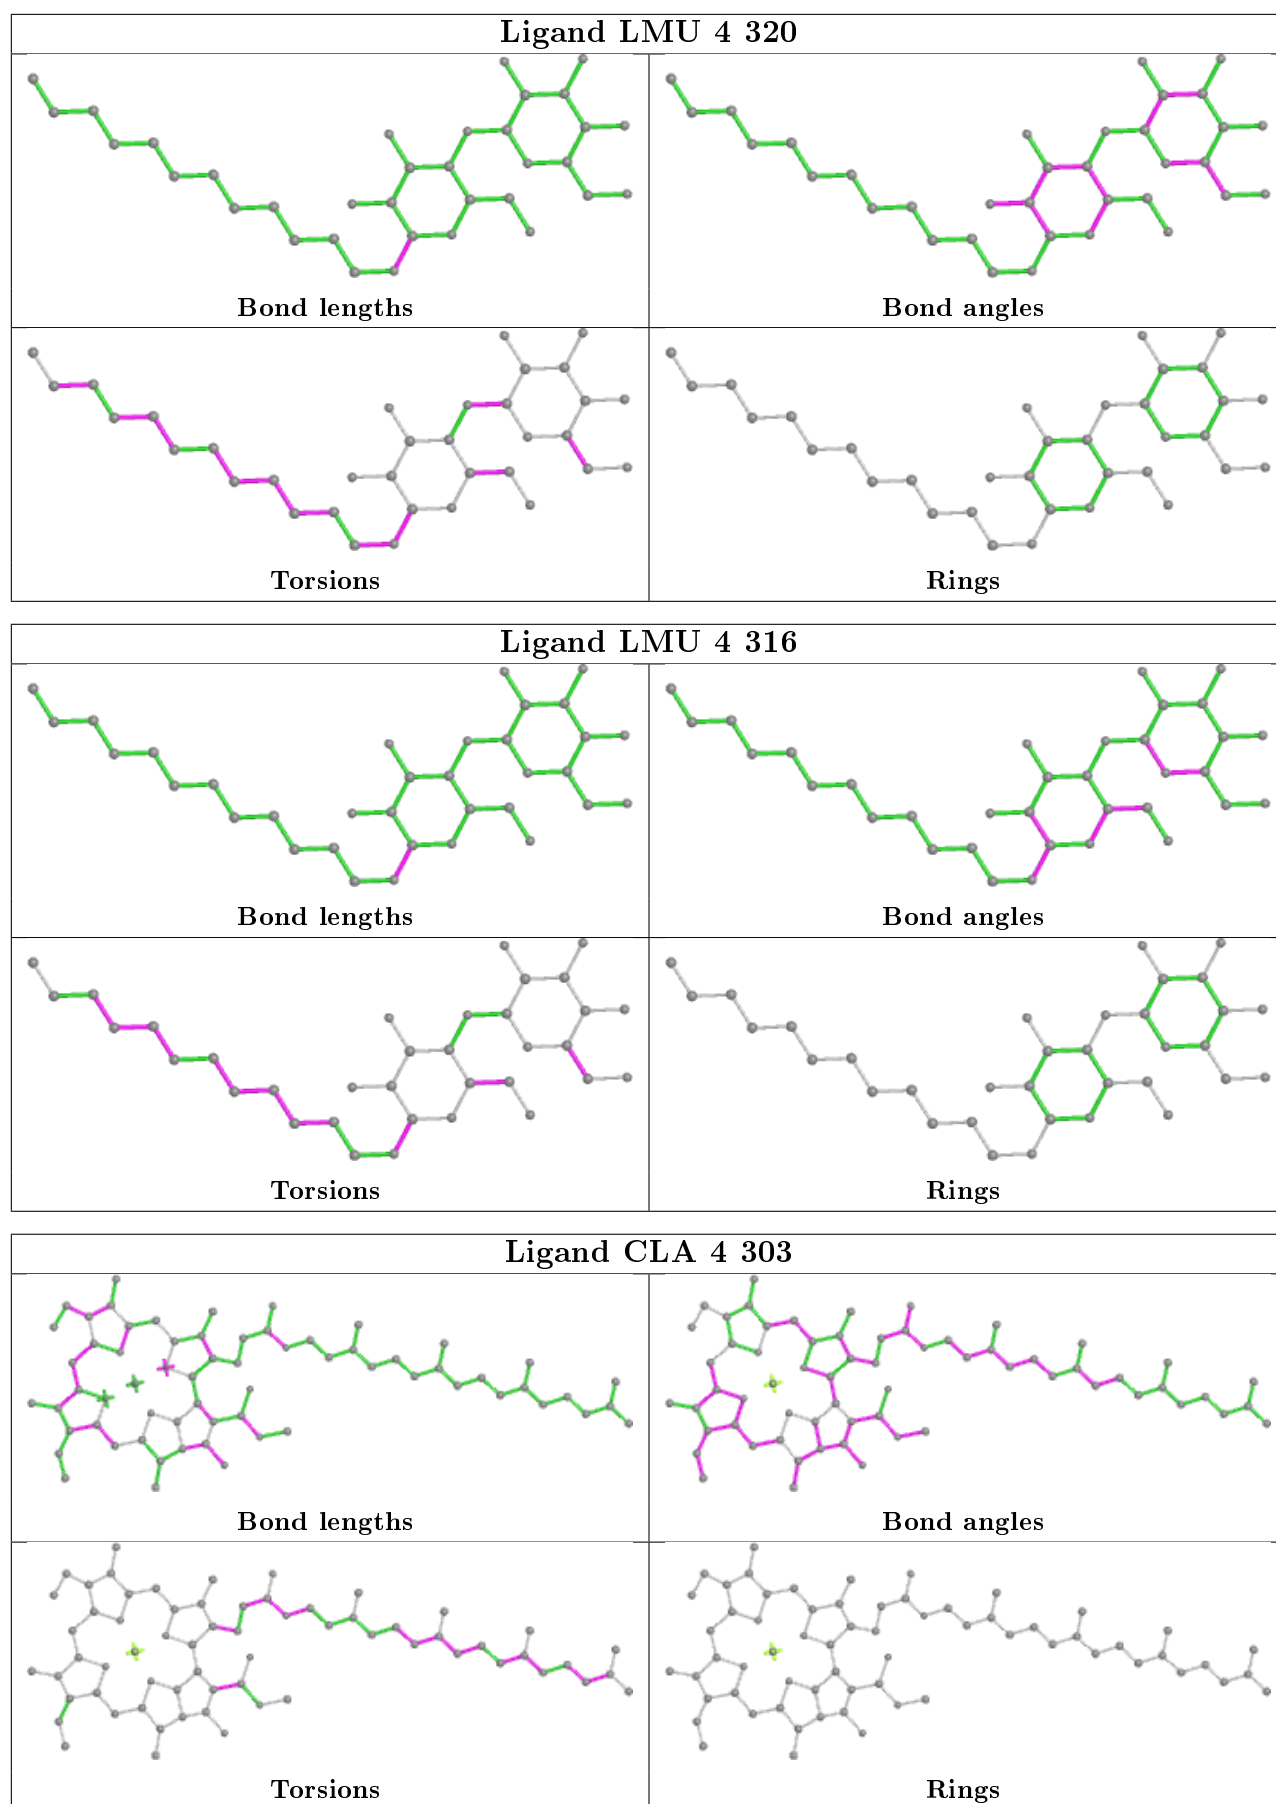 Ligand LMU 4 320
Bond lengths
Bond angles
Torsions
Rings
Ligand LMU 4 316
Bond lengths
Bond angles
Torsions
Rings
Ligand CLA 4 303
Bond lengths
Bond angles
Torsions
Rings